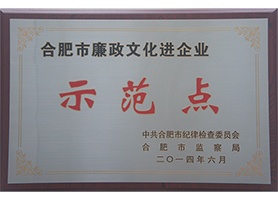 合肥市廉政文化进企业
示范点
中共合肥市纪律检查委员会
合肥市监察局
二〇一四年六月